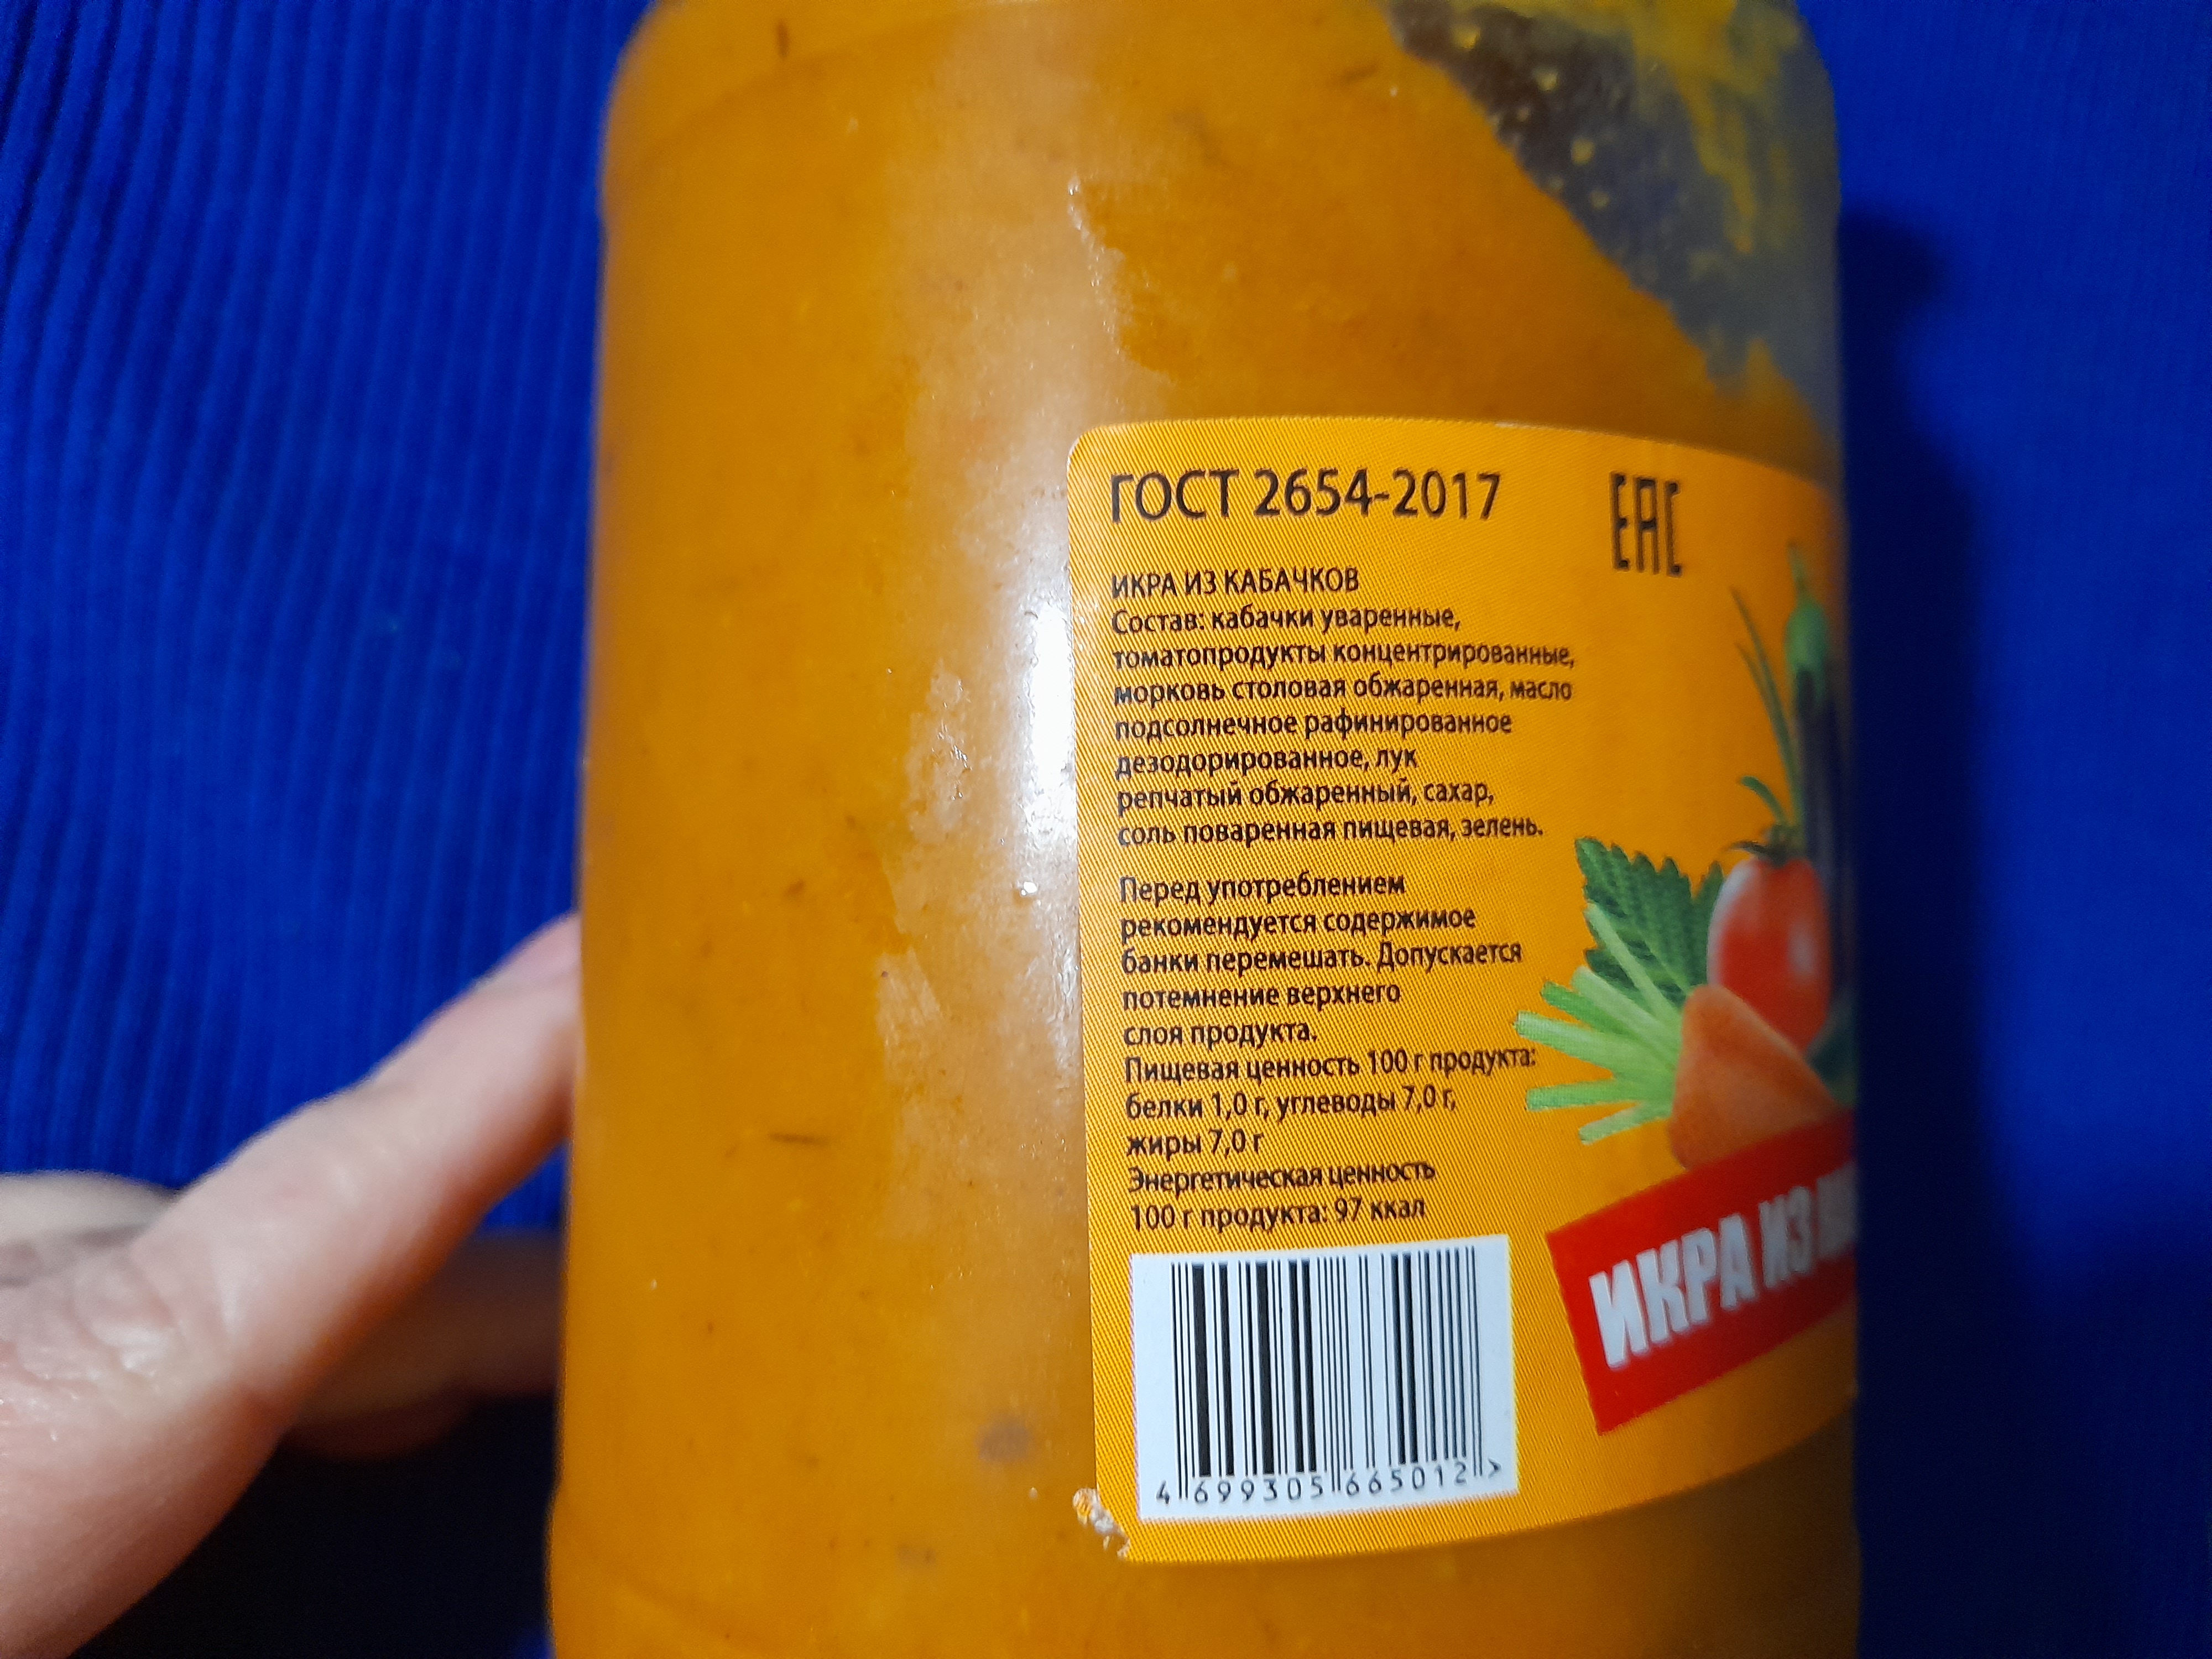 ГОСТ 2654-2017
ЕАС
ИКРА ИЗ КАБАЧКОВ
Состав: кабачки уваренные,
томатопродукты концентрированные,
морковь столовая обжаренная, масло
подсолнечное рафинированное
дезодорированное, лук
репчатый обжаренный, сахар,
соль поваренная пищевая, зелень.
Перед употреблением
рекомендуется содержимое
банки перемешать. Допускается
потемнение верхнего
слоя продукта.
Пищевая ценность 100 г продукта:
белки 1,0 г, углеводы 7,0 г,
жиры 7,0 г
Энергетическая ценность
100 г продукта: 97 ккал
4 699305 665012 >
ИКРА ИЗ